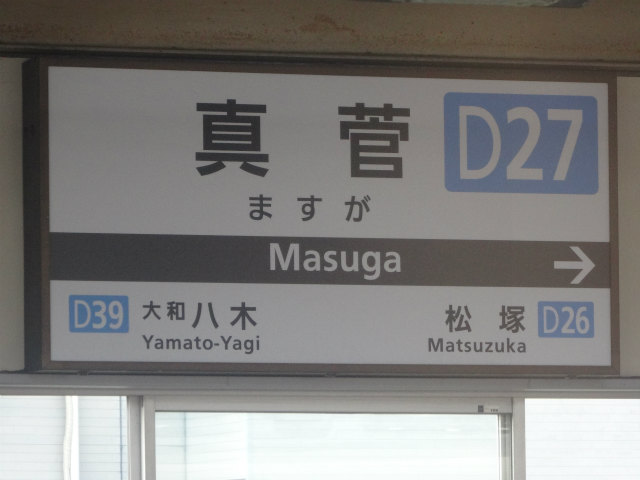 真菅 D27
ますが
Masuga →
D39 大和八木 松塚 D26
Yamato-Yagi Matsuzuka